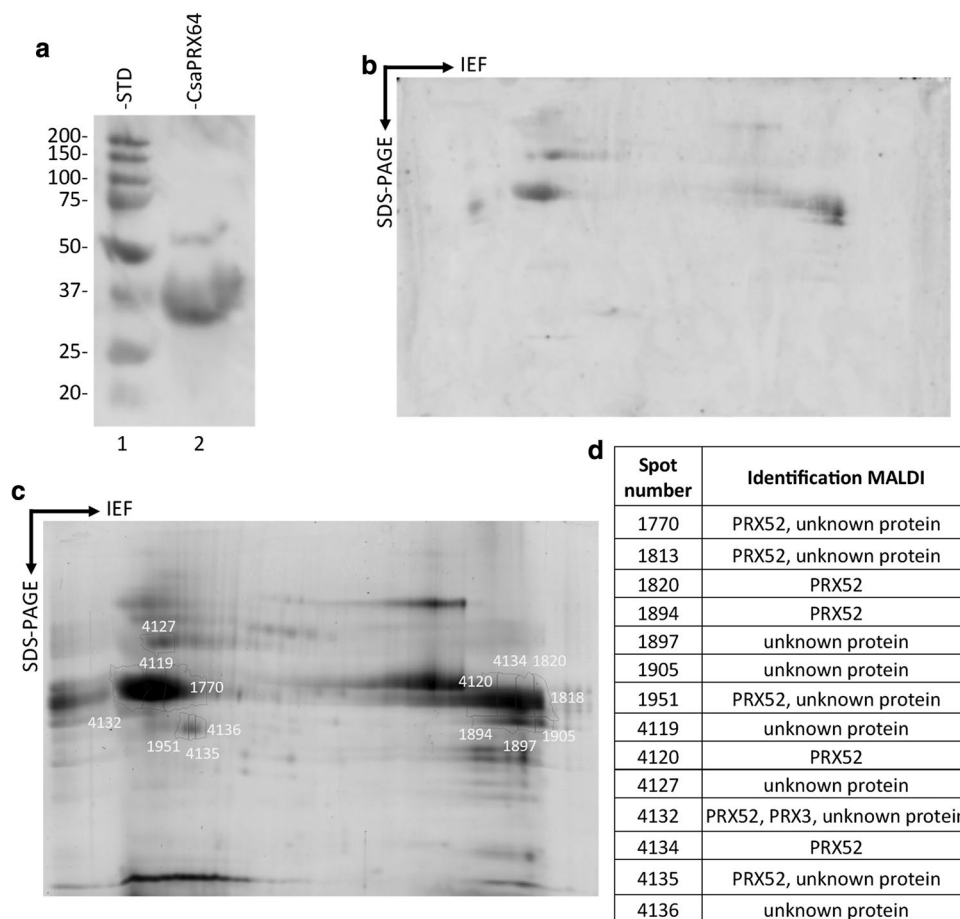 a
-STD
-CsaPRX64
200-
150-
100-
75-
50-
37-
25-
20-
1 2
b
IEF
SDS-PAGE
c
IEF
SDS-PAGE
4127
4119
1770
4132
1951
4135
4136
4134 1820
4120
1818
1894
1897
1905
d
Spot number Identification MALDI
1770 PRX52, unknown protein
1813 PRX52, unknown protein
1820 PRX52
1894 PRX52
1897 unknown protein
1905 unknown protein
1951 PRX52, unknown protein
4119 unknown protein
4120 PRX52
4127 unknown protein
4132 PRX52, PRX3, unknown protein
4134 PRX52
4135 PRX52, unknown protein
4136 unknown protein